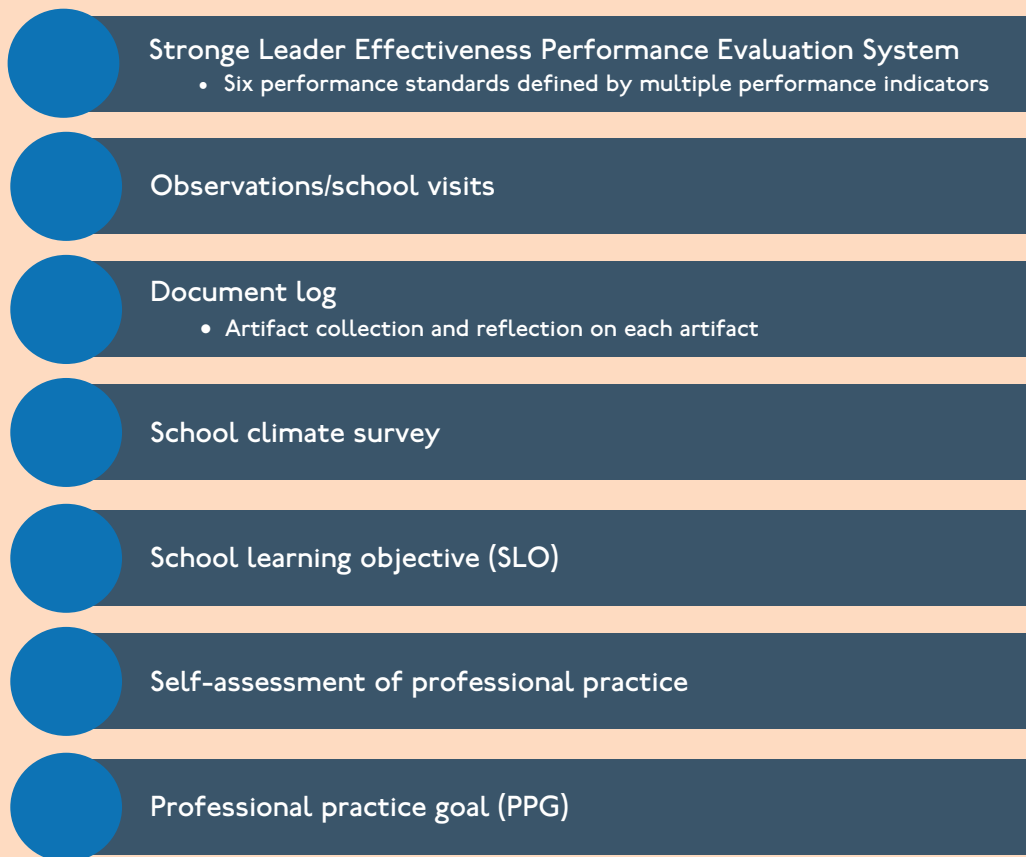 Stronge Leader Effectiveness Performance Evaluation System
• Six performance standards defined by multiple performance indicators
Observations/school visits
Document log
• Artifact collection and reflection on each artifact
School climate survey
School learning objective (SLO)
Self-assessment of professional practice
Professional practice goal (PPG)